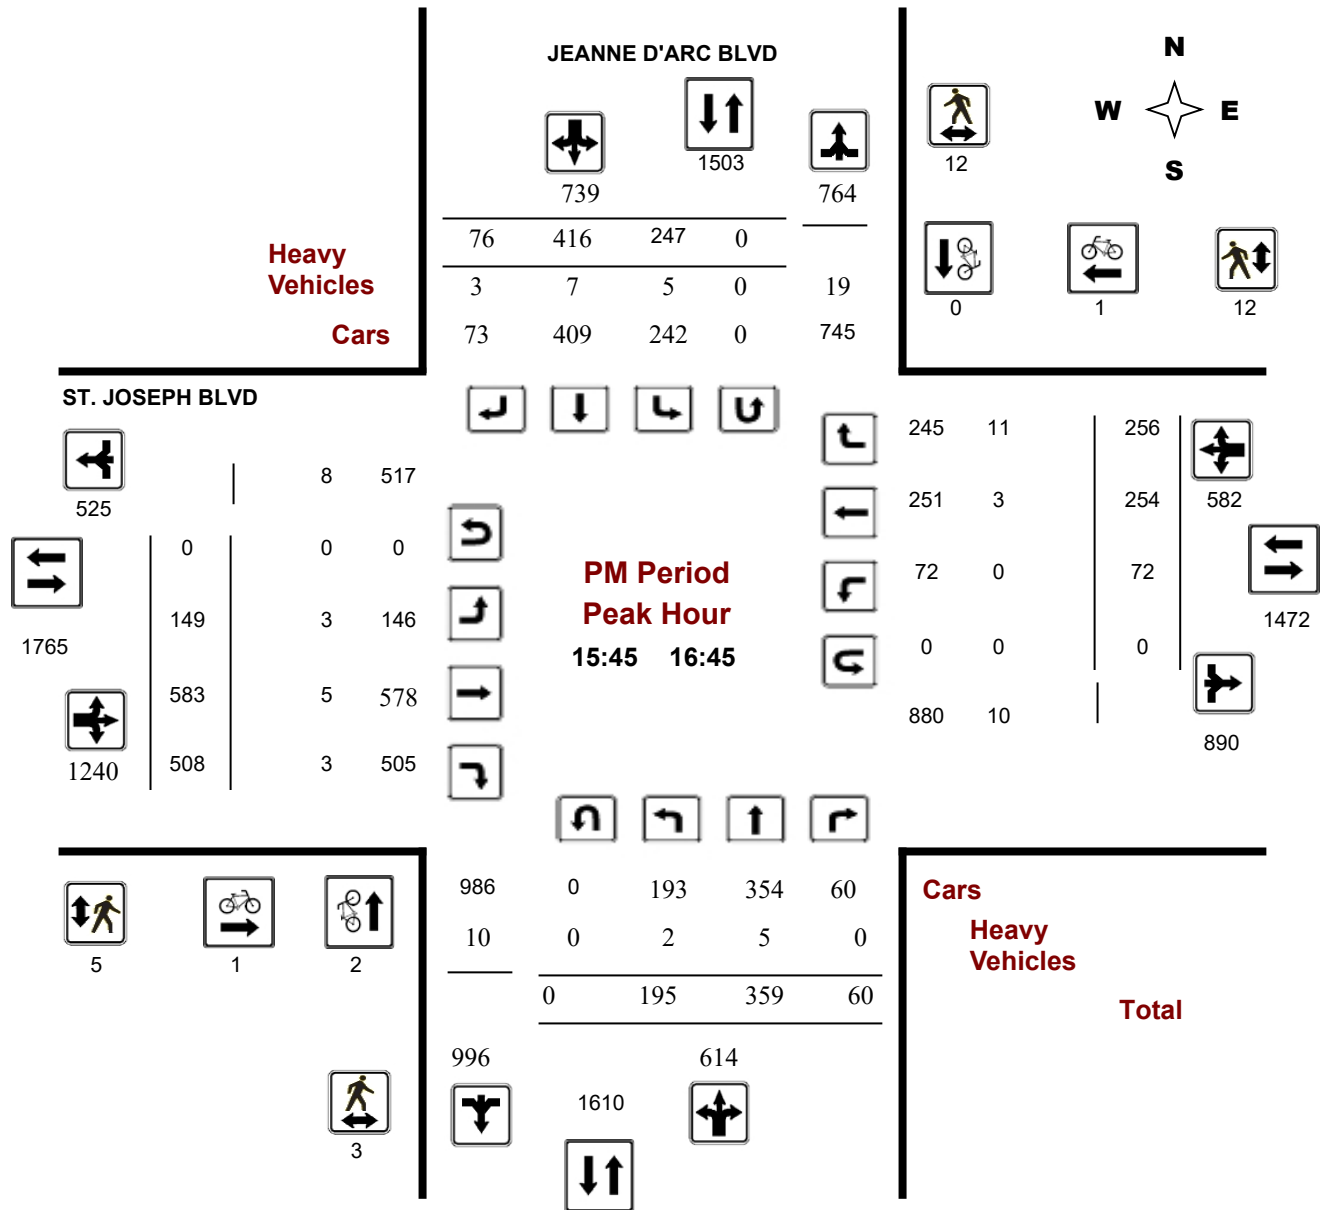 JEANNE D'ARC BLVD
N
W E
S
1503
12
739 764
76 416 247 0
Heavy
Vehicles
3 7 5 0 19
0 1 12
Cars
73 409 242 0 745
ST. JOSEPH BLVD
245 11 256
8 517
525
251 3 254 582
0 0 0
PM Period
72 0 72
Peak Hour
149 3 146
1472
1765
15:45 16:45
0 0 0
583 5 578
880 10
890
1240 508 3 505
986 0 193 354 60
Cars
10 0 2 5 0
Heavy
Vehicles
5 1 2
0 195 359 60
Total
996 614
1610
3